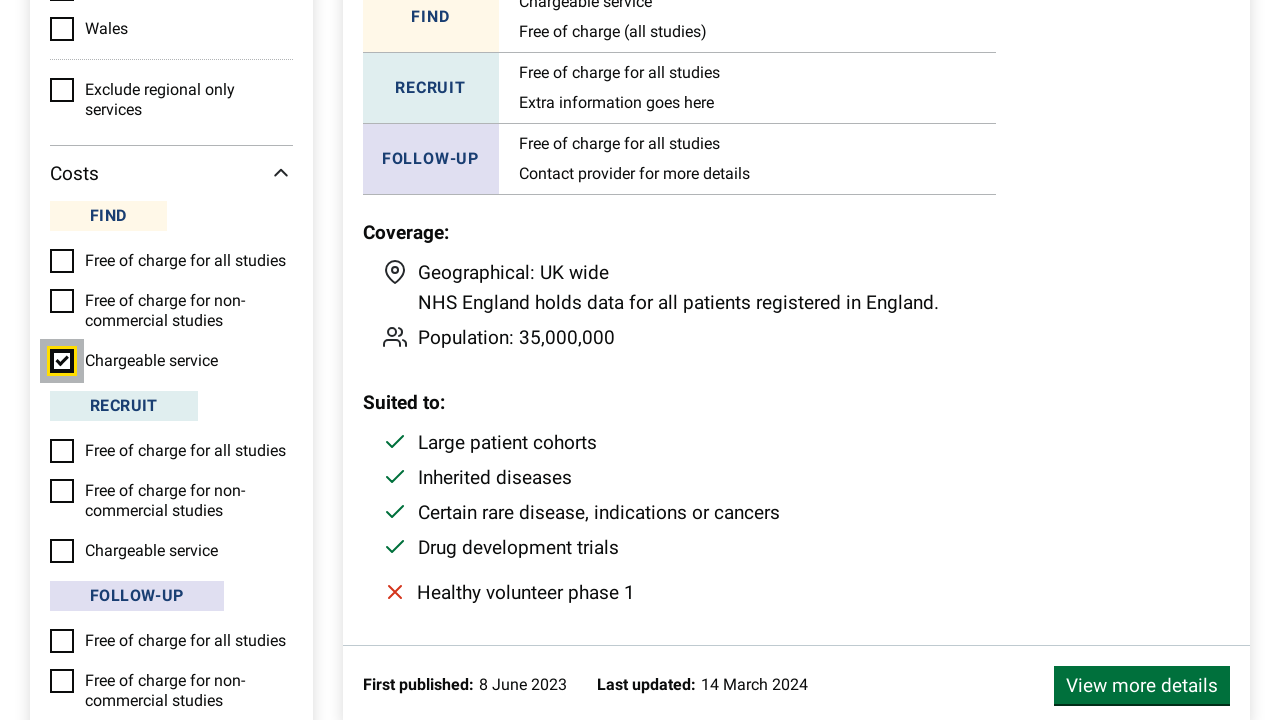 Wales
Exclude regional only
services
Costs
FIND
Free of charge for all studies
Free of charge for non-
commercial studies
Chargeable service
RECRUIT
Free of charge for all studies
Free of charge for non-
commercial studies
Chargeable service
FOLLOW-UP
Free of charge for all studies
Free of charge for non-
commercial studies
FIND
Chargeable service
Free of charge (all studies)
RECRUIT
Free of charge for all studies
Extra information goes here
FOLLOW-UP
Free of charge for all studies
Contact provider for more details
Coverage:
Geographical: UK wide
NHS England holds data for all patients registered in England.
Population: 35,000,000
Suited to:
Large patient cohorts
Inherited diseases
Certain rare disease, indications or cancers
Drug development trials
Healthy volunteer phase 1
First published: 8 June 2023 Last updated: 14 March 2024
View more details